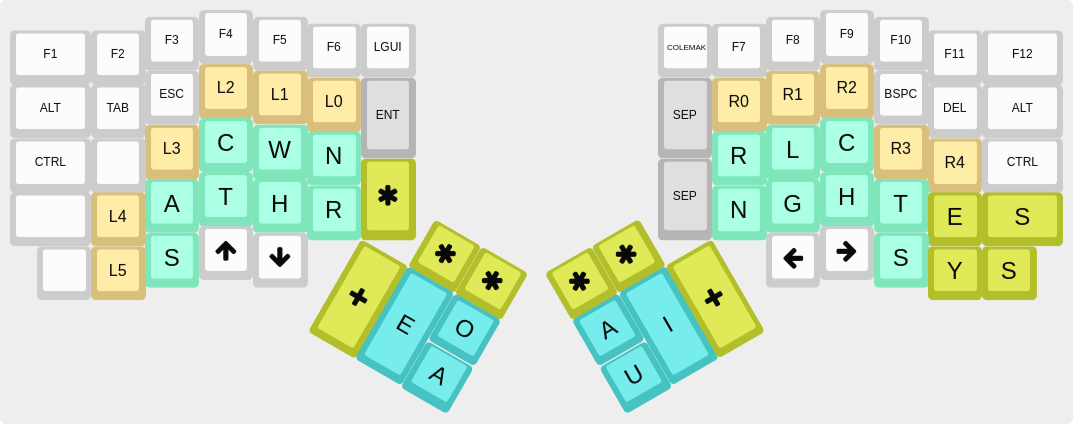 F1 F2 F3 F4 F5 F6 LGUI COLEMAK F7 F8 F9 F10 F11 F12
ALT TAB ESC L2 L1 L0 ENT SEP R0 R1 R2 BSPC DEL ALT
CTRL L3 C W N R L C R3 R4 CTRL
L4 A T H R * SEP N G H T E S
L5 S ↑ ↓ ← → S Y S
* * * *
+ E O A I +
A U